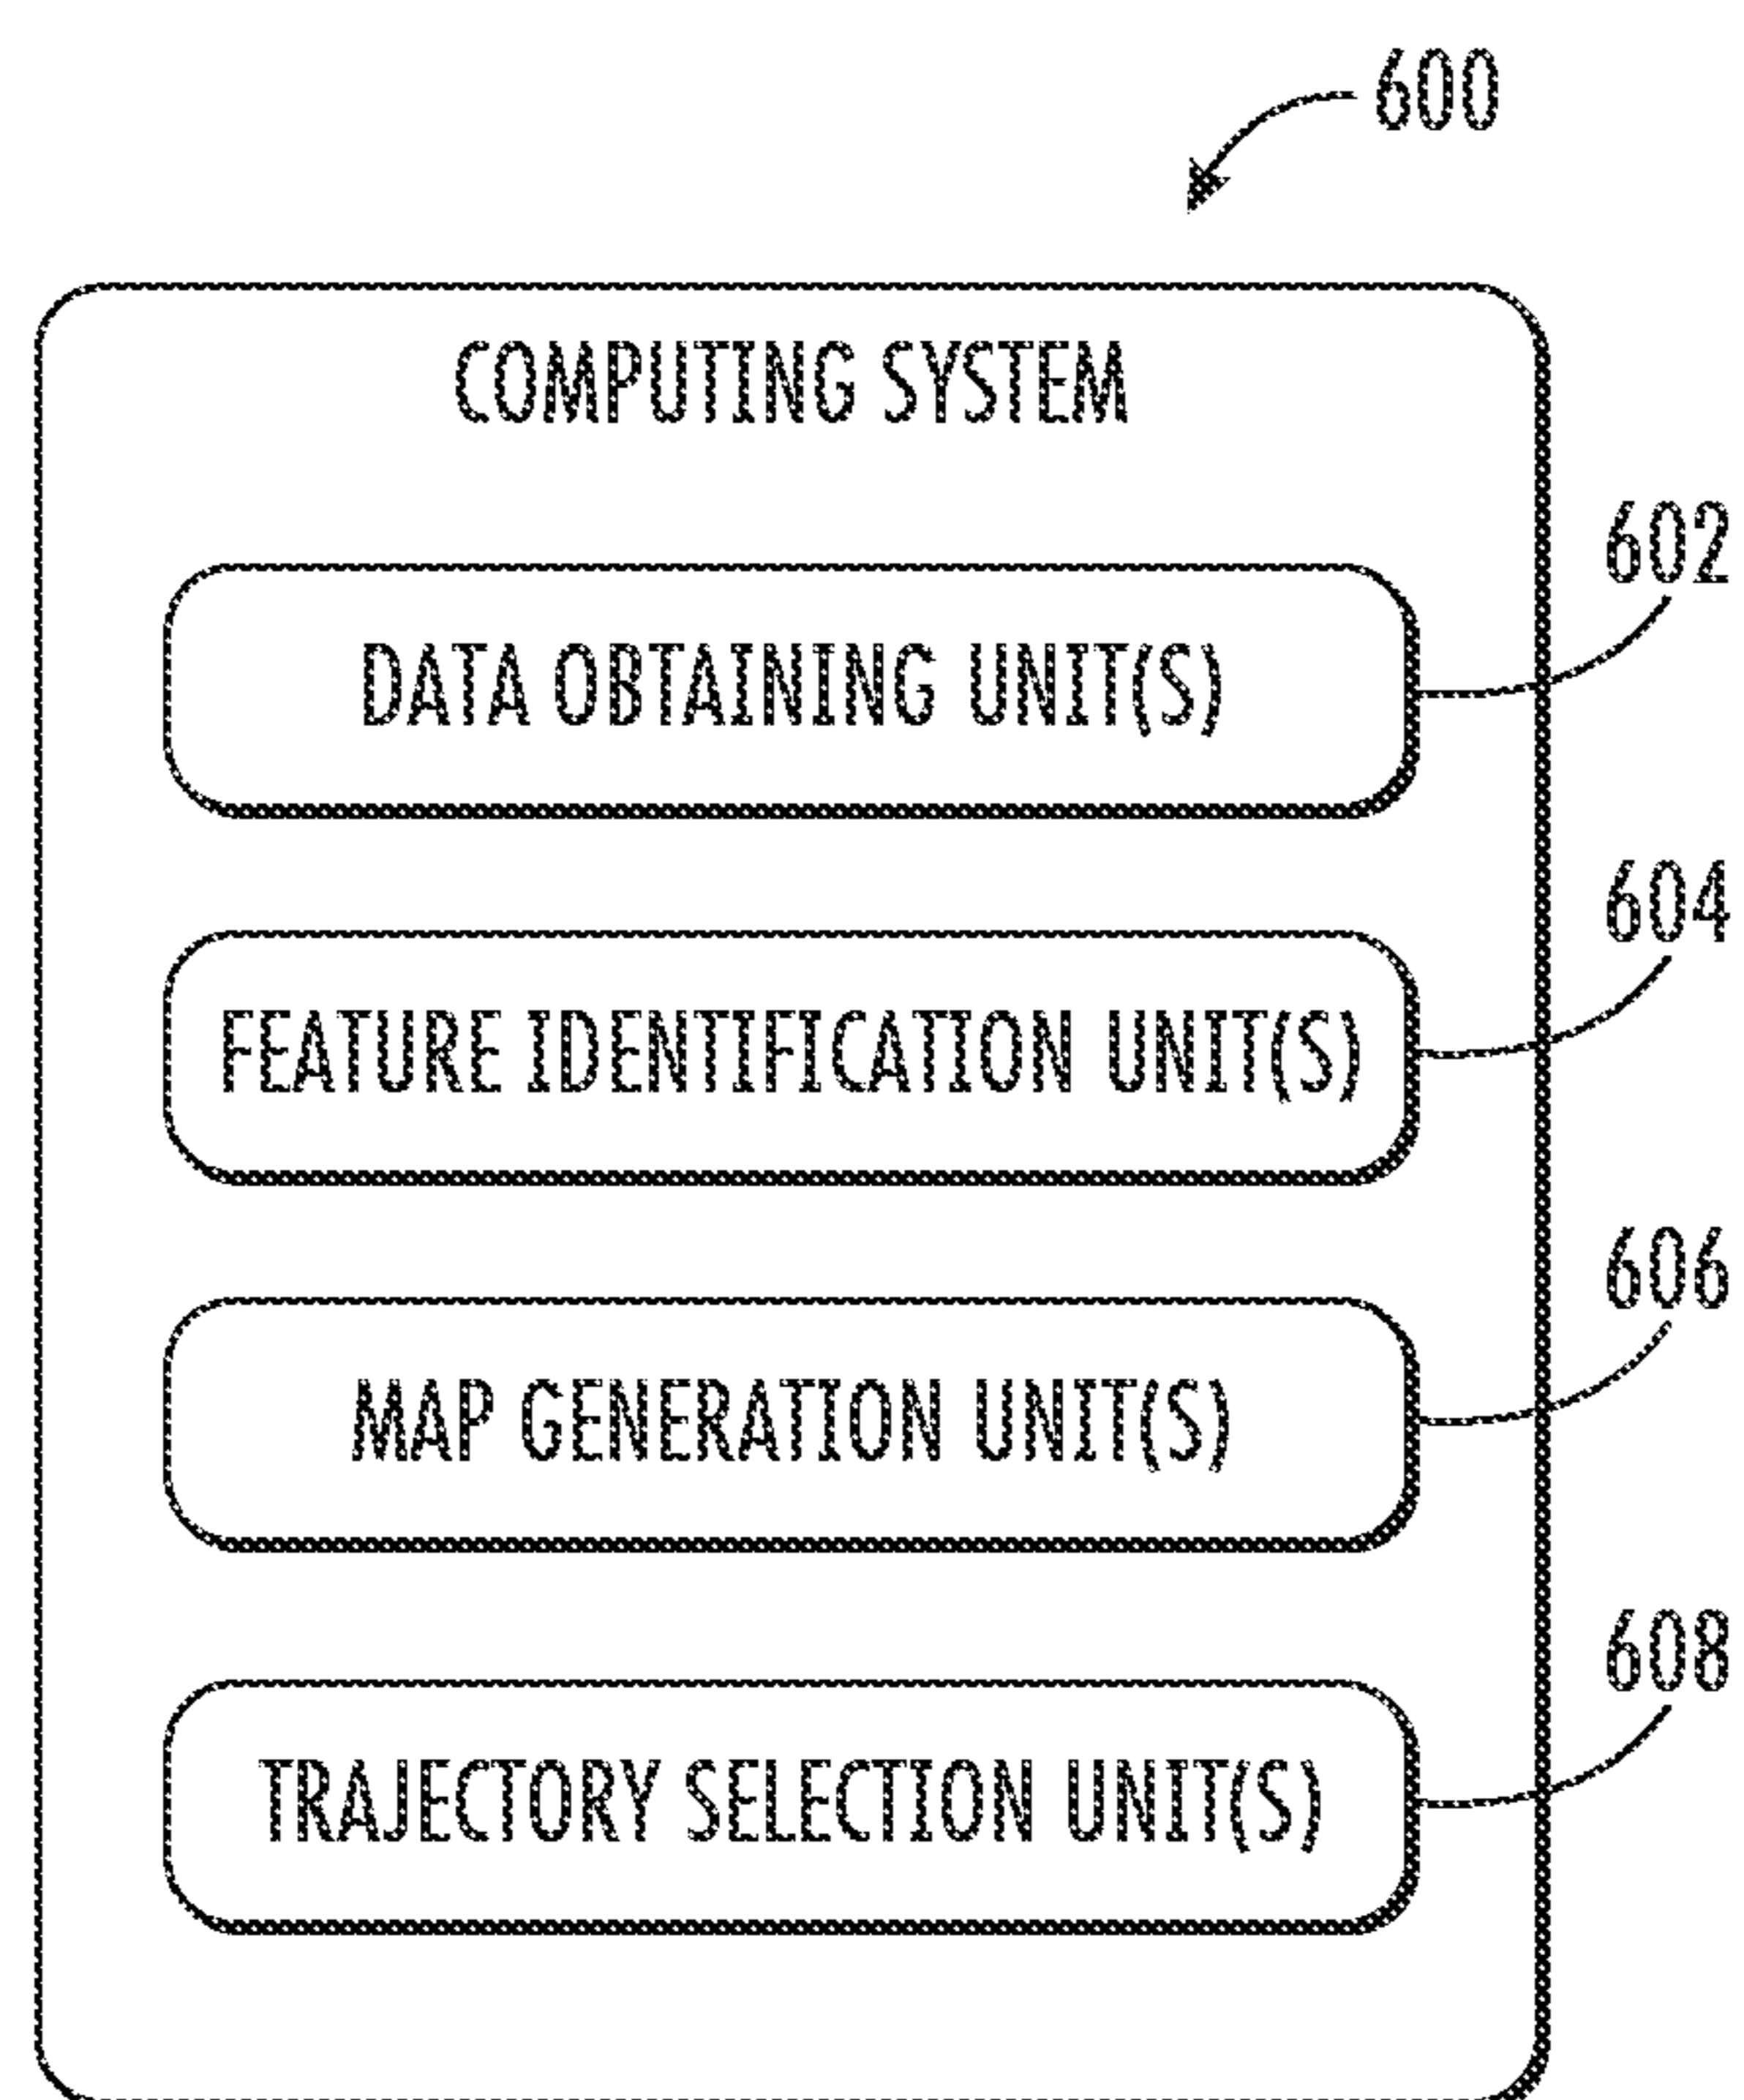 600
COMPUTING SYSTEM
602
DATA OBTAINING UNIT(S)
604
FEATURE IDENTIFICATION UNIT(S)
606
MAP GENERATION UNIT(S)
608
TRAJECTORY SELECTION UNIT(S)